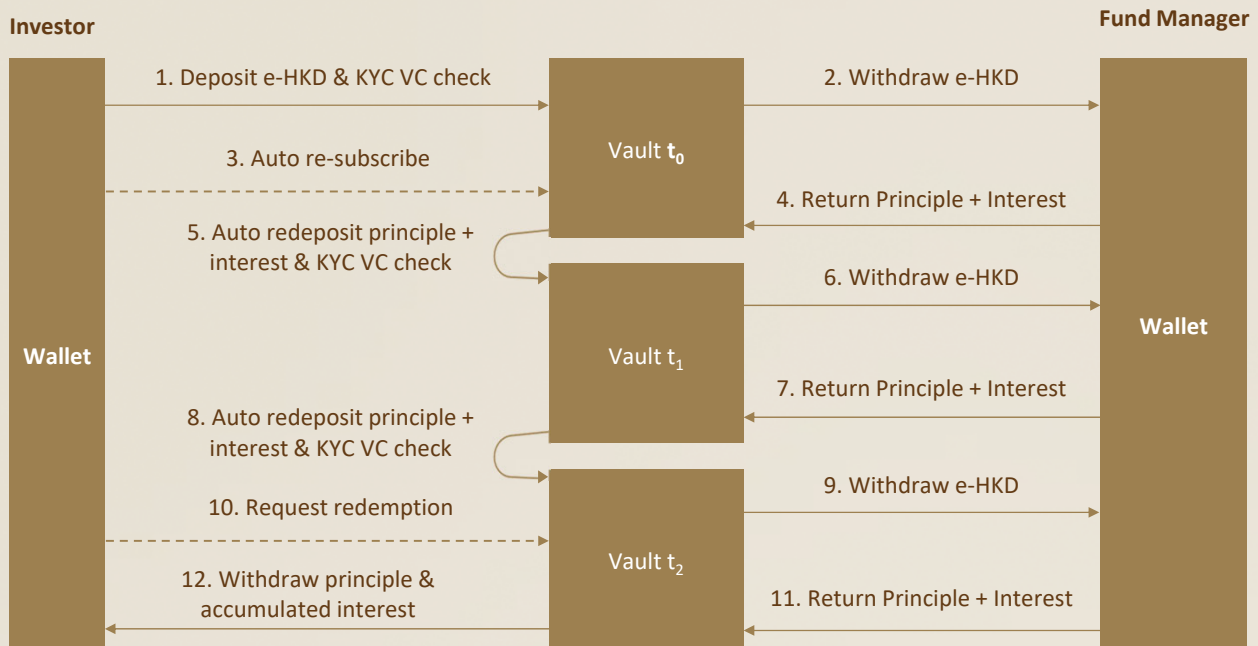 Investor
Fund Manager
1. Deposit e-HKD & KYC VC check
2. Withdraw e-HKD
Vault t0
3. Auto re-subscribe
4. Return Principle + Interest
5. Auto redeposit principle +
interest & KYC VC check
6. Withdraw e-HKD
Wallet
Vault t1
Wallet
7. Return Principle + Interest
8. Auto redeposit principle +
interest & KYC VC check
9. Withdraw e-HKD
10. Request redemption
Vault t2
12. Withdraw principle &
accumulated interest
11. Return Principle + Interest